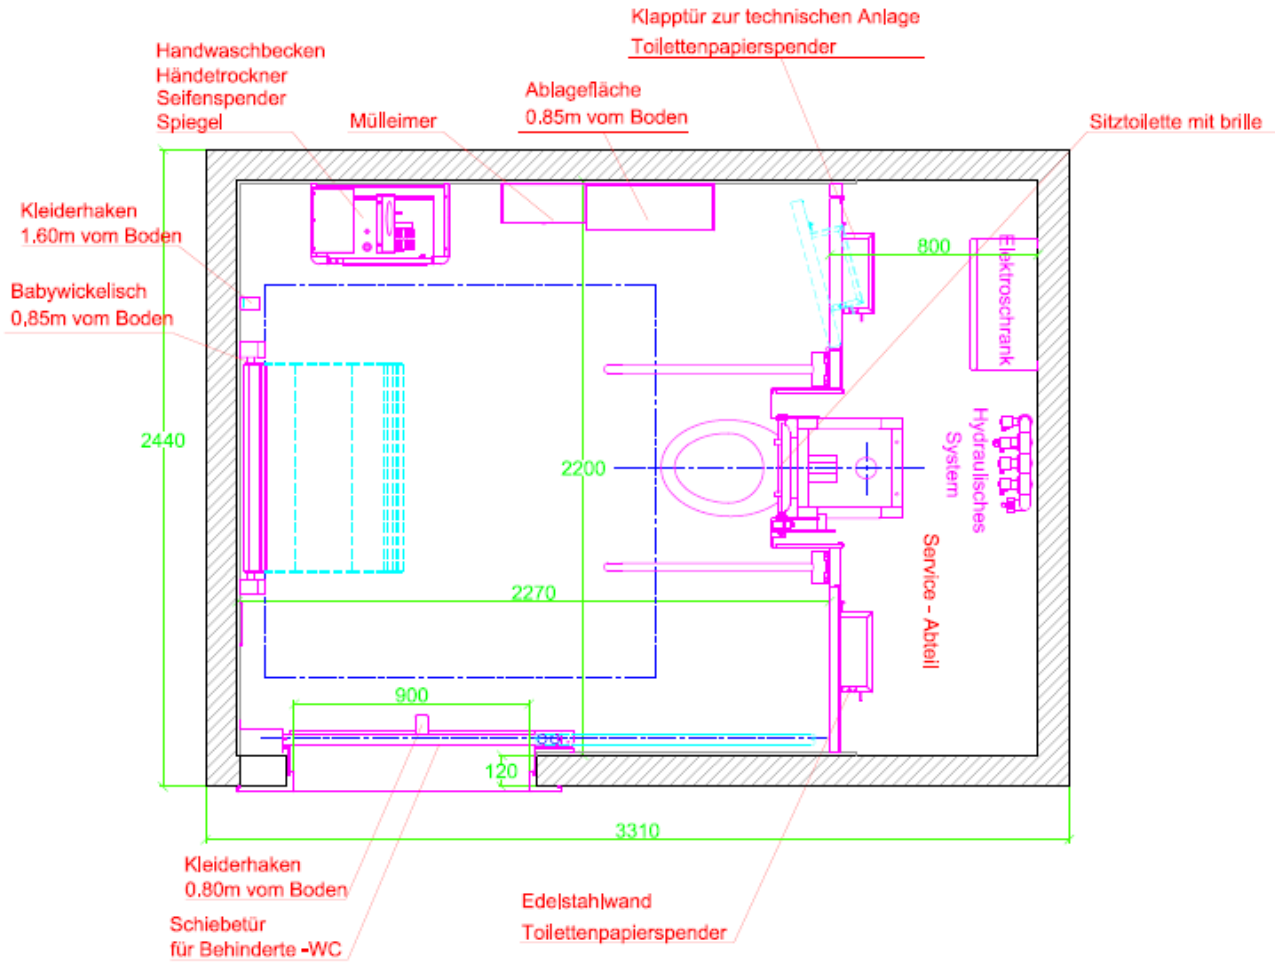 Klapptür zur technischen Anlage
Toilettenpapierspender
Handwaschbecken
Händetrockner
Seifenspender
Spiegel
Mülleimer
Ablagefläche
0.85m vom Boden
Sitztoilette mit brille
Kleiderhaken
1.60m vom Boden
Babywickelisch
0,85m vom Boden
800
Elektroschrank
2440
2200
Hydraulisches
System
Service - Abteil
2270
900
120
3310
Kleiderhaken
0.80m vom Boden
Schiebetür
für Behinderte -WC
Edelstahlwand
Toilettenpapierspender